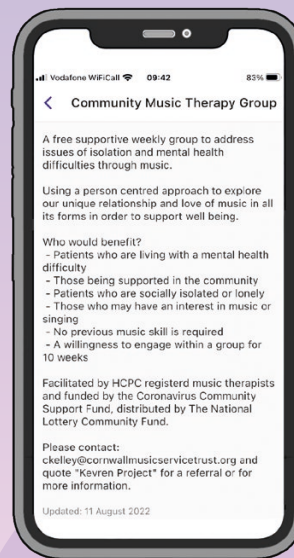 Vodafone WiFiCall 09:42 83%
Community Music Therapy Group
A free supportive weekly group to address
issues of isolation and mental health
difficulties through music.
Using a person centred approach to explore
our unique relationship and love of music in all
its forms in order to support well being.
Who would benefit?
- Patients who are living with a mental health
difficulty
- Those being supported in the community
- Patients who are socially isolated or lonely
- Those who may have an interest in music or
singing
- No previous music skill is required
- A willingness to engage within a group for
10 weeks
Facilitated by HCPC registerd music therapists
and funded by the Coronavirus Community
Support Fund, distributed by The National
Lottery Community Fund.
Please contact:
ckelley@cornwallmusicservicetrust.org and
quote "Kevren Project" for a referral or for
more information.
Updated: 11 August 2022